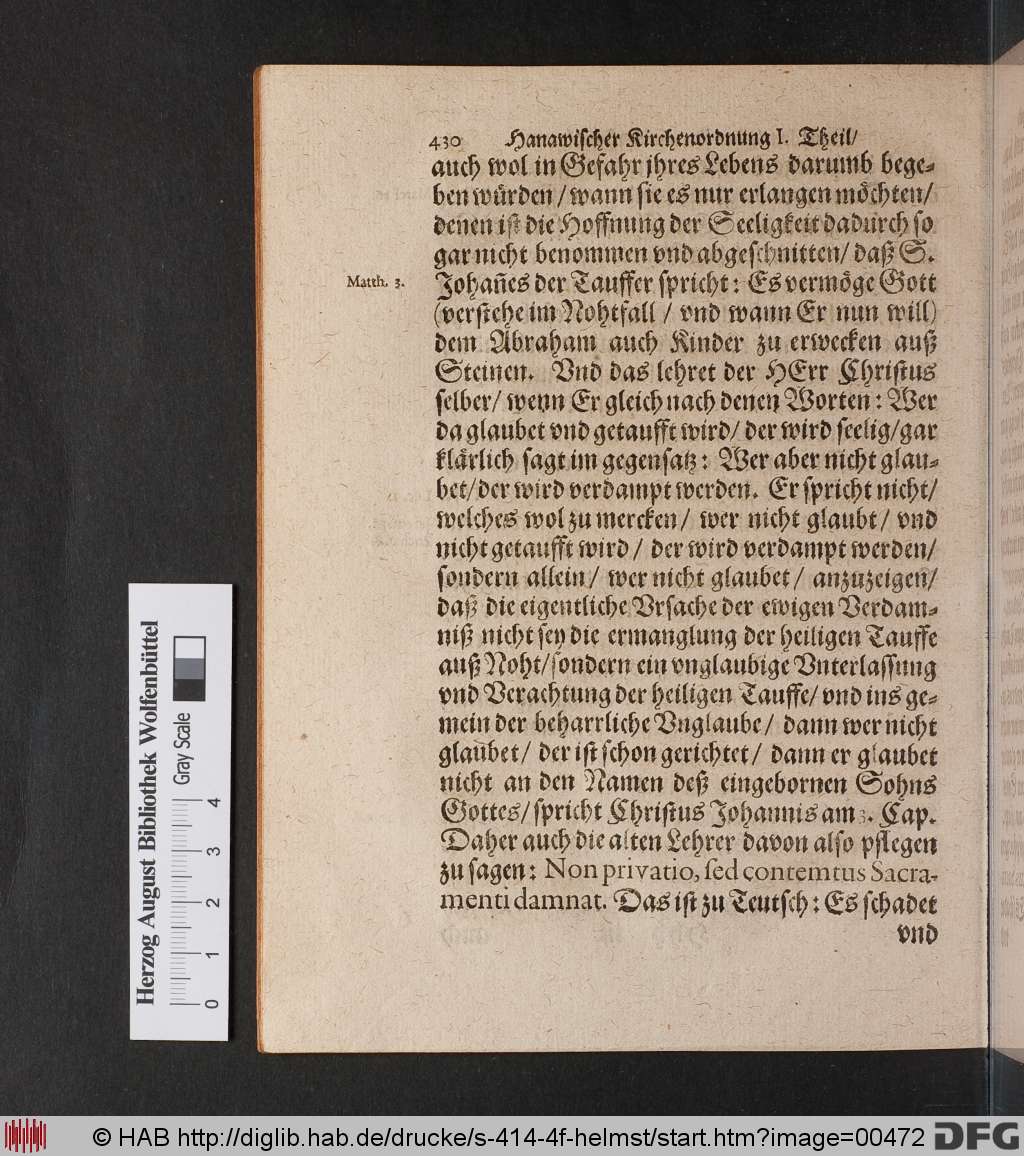 430 Hanawischer Kirchenordnung I. Theil/
auch wol in Gefahr jhres Lebens darumb bege-
ben würden / wann sie es nur erlangen möchten/
denen ist die Hoffnung der Seeligkeit dadurch so
gar nicht benommen vnd abgeschnitten/ daß S.
Matth. 3.
Johañes der Tauffer spricht: Es vermöge Gott
(verstehe im Nohtfall / vnd wann Er nun will)
dem Abraham auch Kinder zu erwecken auß
Steinen. Vnd das lehret der HErr Christus
selber/ wenn Er gleich nach denen Worten: Wer
da glaubet vnd getaufft wird/ der wird seelig/gar
klärlich sagt im gegensatz: Wer aber nicht glau-
bet/der wird verdampt werden. Er spricht nicht/
welches wol zu mercken/ wer nicht glaubt/ vnd
nicht getaufft wird / der wird verdampt werden/
sondern allein/ wer nicht glaubet/ anzuzeigen/
daß die eigentliche Vrsache der ewigen Verdam-
niß nicht sey die ermanglung der heiligen Tauffe
auß Noht/sondern ein vnglaubige Vnterlassung
vnd Verachtung der heiligen Tauffe/ vnd ins ge-
mein der beharrliche Vnglaube/ dann wer nicht
glaubet/ der ist schon gerichtet/ dann er glaubet
nicht an den Namen deß eingebornen Sohns
Gottes/spricht Christus Johannis am 3. Cap.
Daher auch die alten Lehrer davon also pflegen
zu sagen: Non privatio, sed contemtus Sacra-
menti damnat. Das ist zu Teutsch: Es schadet
vnd
Herzog August Bibliothek Wolfenbüttel
Gray Scale
0 1 2 3 4
© HAB http://diglib.hab.de/drucke/s-414-4f-helmst/start.htm?image=00472 DFG